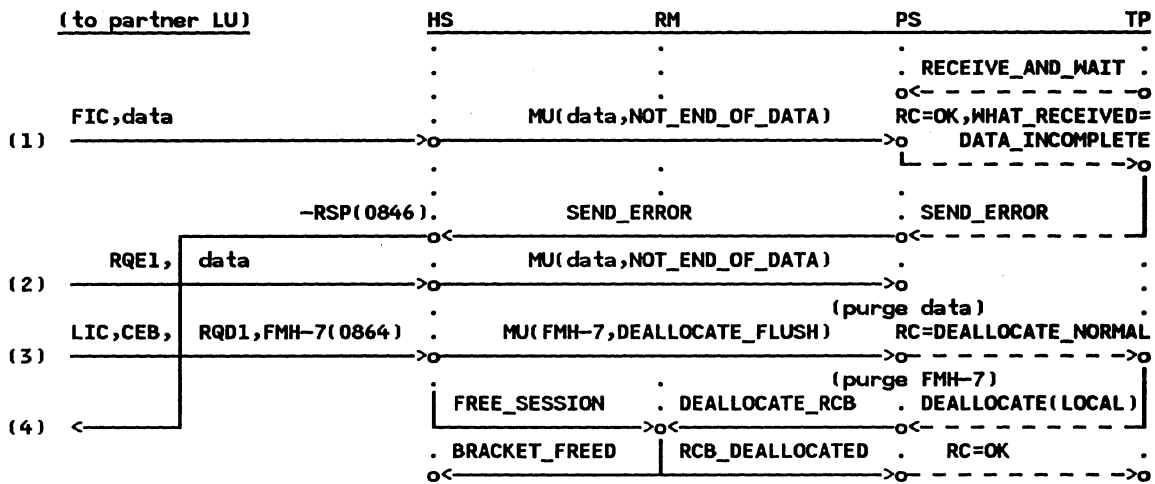 (to partner LU) HS RM PS TP
RECEIVE_AND_WAIT
FIC,data MU(data,NOT_END_OF_DATA) RC=OK,WHAT_RECEIVED=
(1) DATA_INCOMPLETE
-RSP(0846) SEND_ERROR SEND_ERROR
RQE1, data MU(data,NOT_END_OF_DATA)
(2)
(purge data)
LIC,CEB, RQD1,FMH-7(0864) MU(FMH-7,DEALLOCATE_FLUSH) RC=DEALLOCATE_NORMAL
(3)
(purge FMH-7)
FREE_SESSION DEALLOCATE_RCB DEALLOCATE(LOCAL)
(4)
BRACKET_FREED RCB_DEALLOCATED RC=OK